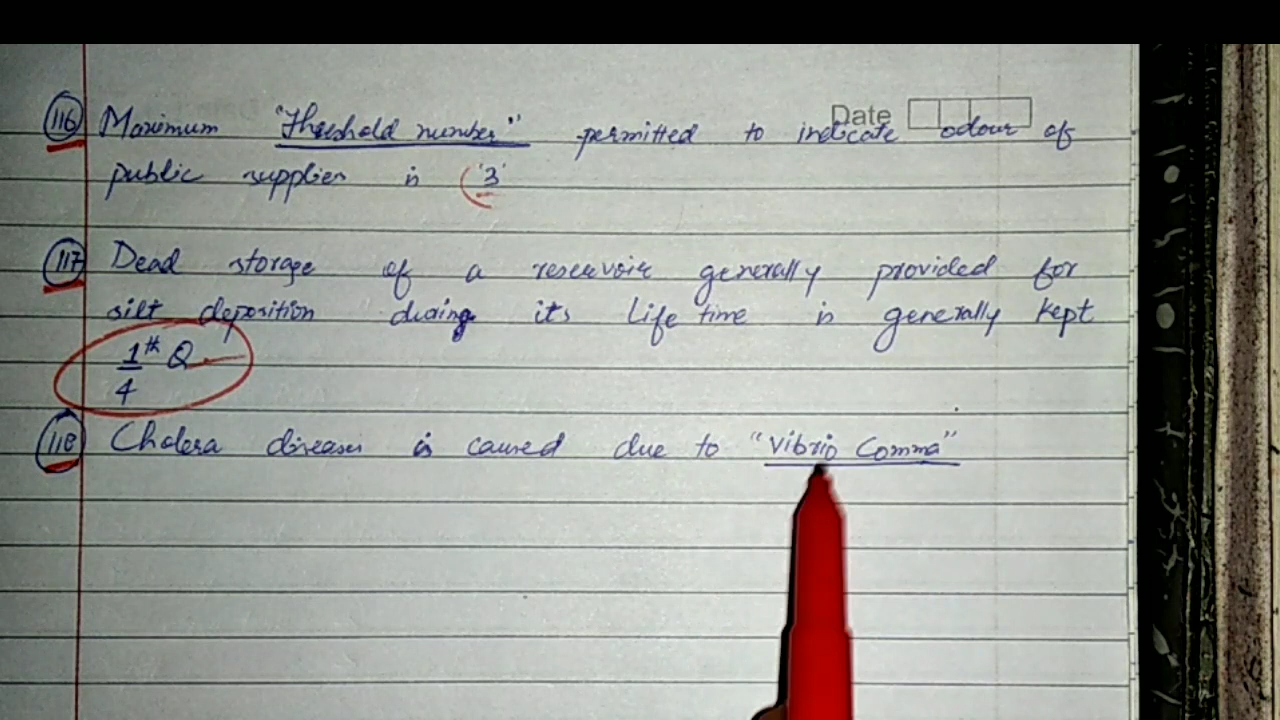 Date
116 Maximum "Threshold number" permitted to indicate odour of
public supplies is '3'
117 Dead storage of a reservoir generally provided for
silt deposition during its life time is generally kept
1/4 th Q
118 Cholera diseases is caused due to "Vibrio Comma"